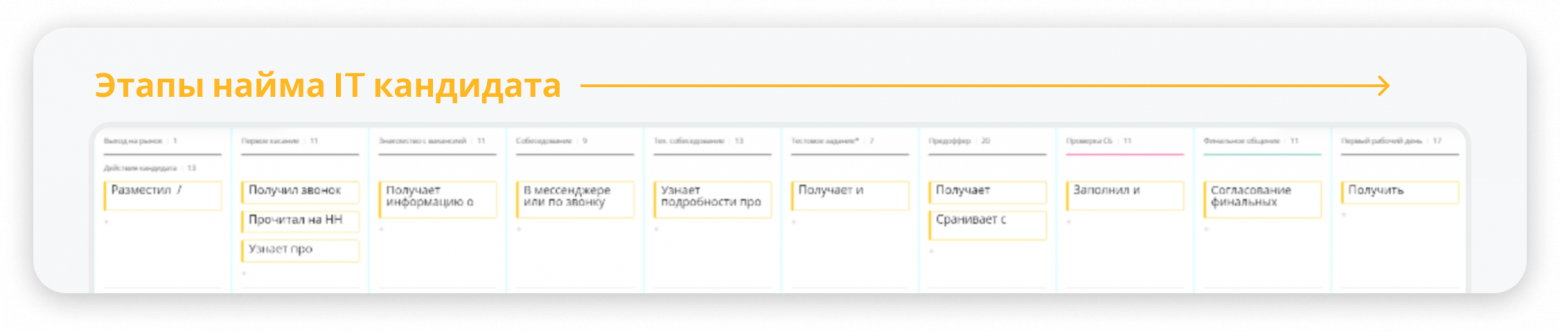 Этапы найма IT кандидата
Выход на рынок 1
Первое касание 11
Знакомство с вакансией 11
Собеседование 9
Тех. собеседование 13
Тестовое задание* 7
Предоффер 20
Проверка СБ 11
Финальное общение 11
Первый рабочий день 17
Действия кандидата 13
Разместил /
Получил звонок
Прочитал на HH
Узнает про
Получает
информацию о
В мессенджере
или по звонку
Узнает
подробности про
Получает и
Получает
Сранивает с
Заполнил и
Согласование
финальных
Получить